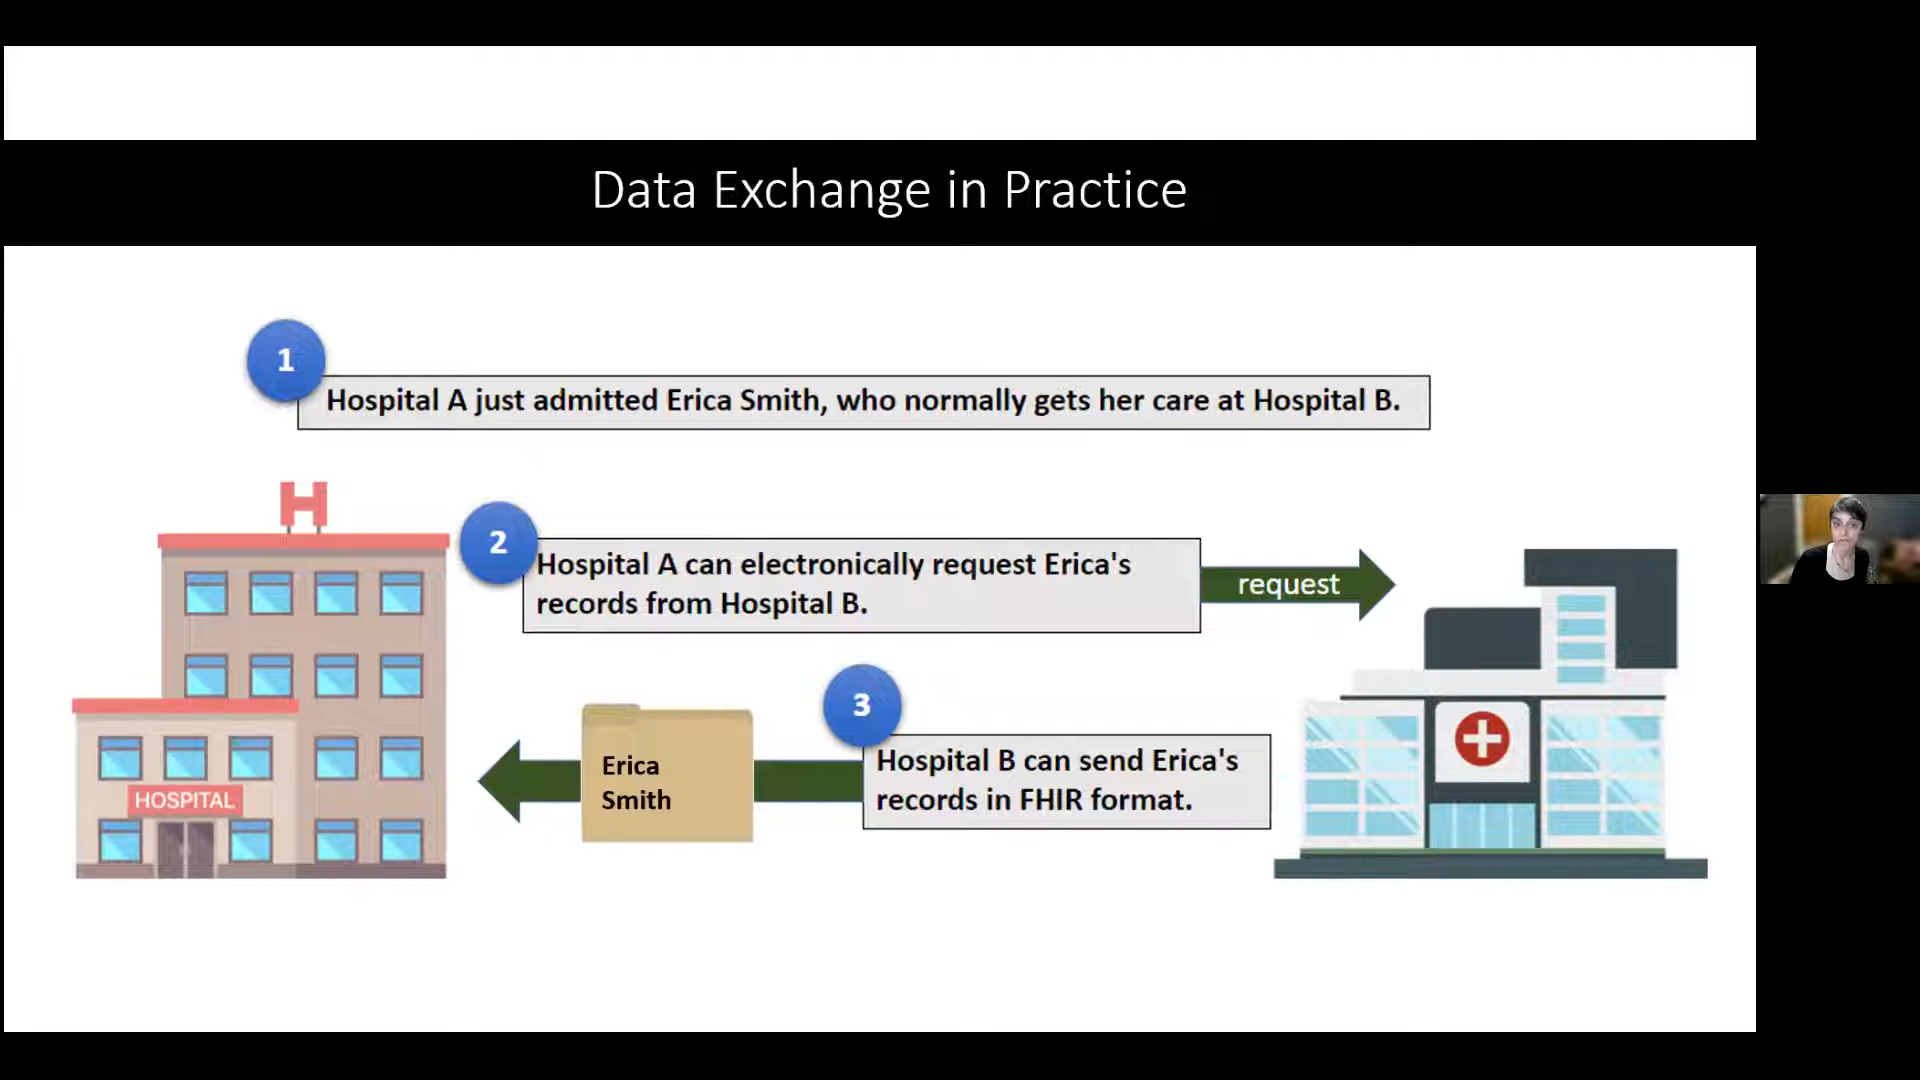 Data Exchange in Practice
1
Hospital A just admitted Erica Smith, who normally gets her care at Hospital B.
H
2
Hospital A can electronically request Erica's
records from Hospital B.
request
3
Hospital B can send Erica's
records in FHIR format.
Erica
Smith
HOSPITAL